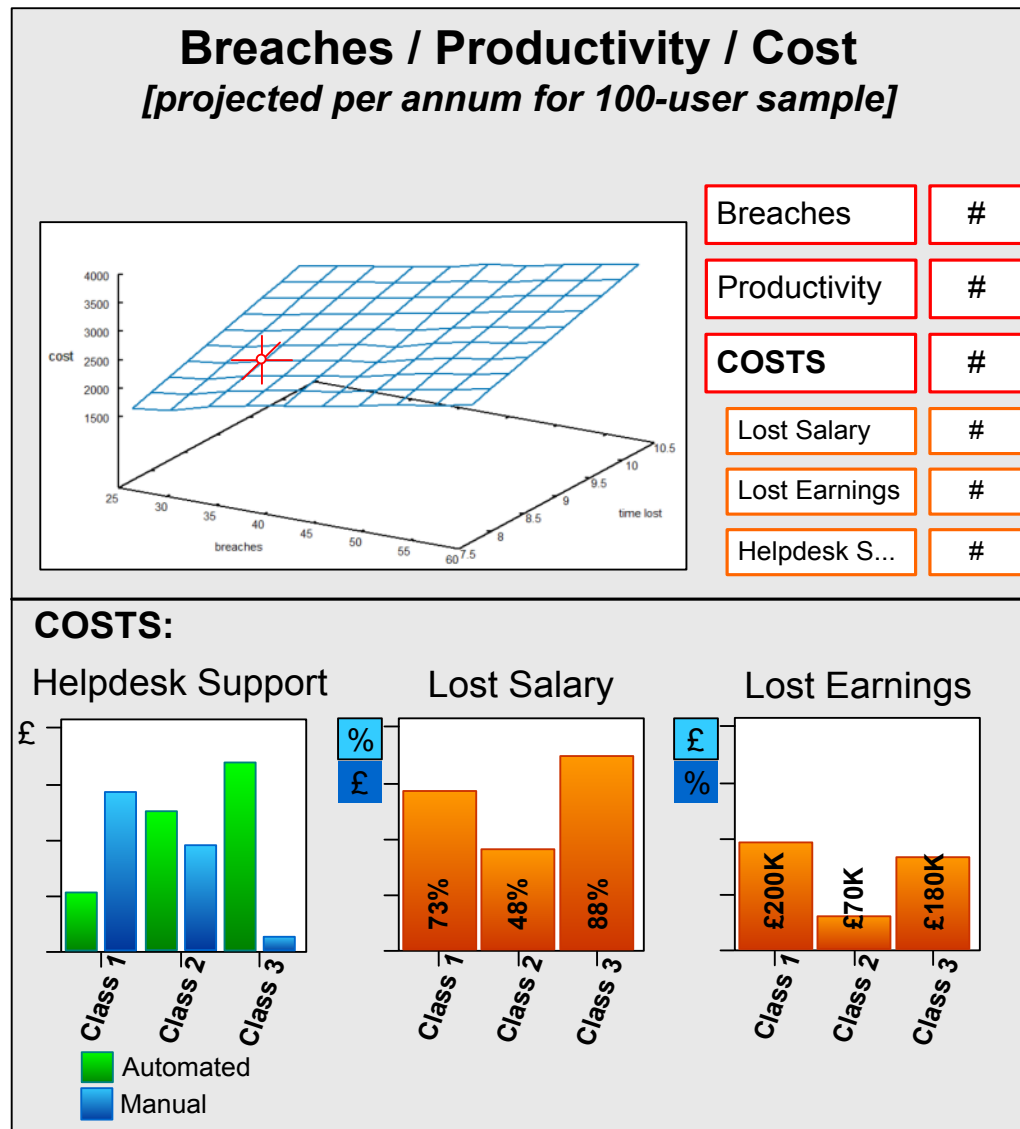 Breaches / Productivity / Cost
[projected per annum for 100-user sample]
Breaches #
Productivity #
COSTS #
Lost Salary #
Lost Earnings #
Helpdesk S... #
4000
3500
3000
cost 2500
2000
1500
25
30
35
40
45
50
55
60
breaches
7.5
8
8.5
9
9.5
10
10.5
time lost
COSTS:
Helpdesk Support
£
Class 1
Class 2
Class 3
Automated
Manual
Lost Salary
%
£
73%
48%
88%
Class 1
Class 2
Class 3
Lost Earnings
£
%
£200K
£70K
£180K
Class 1
Class 2
Class 3